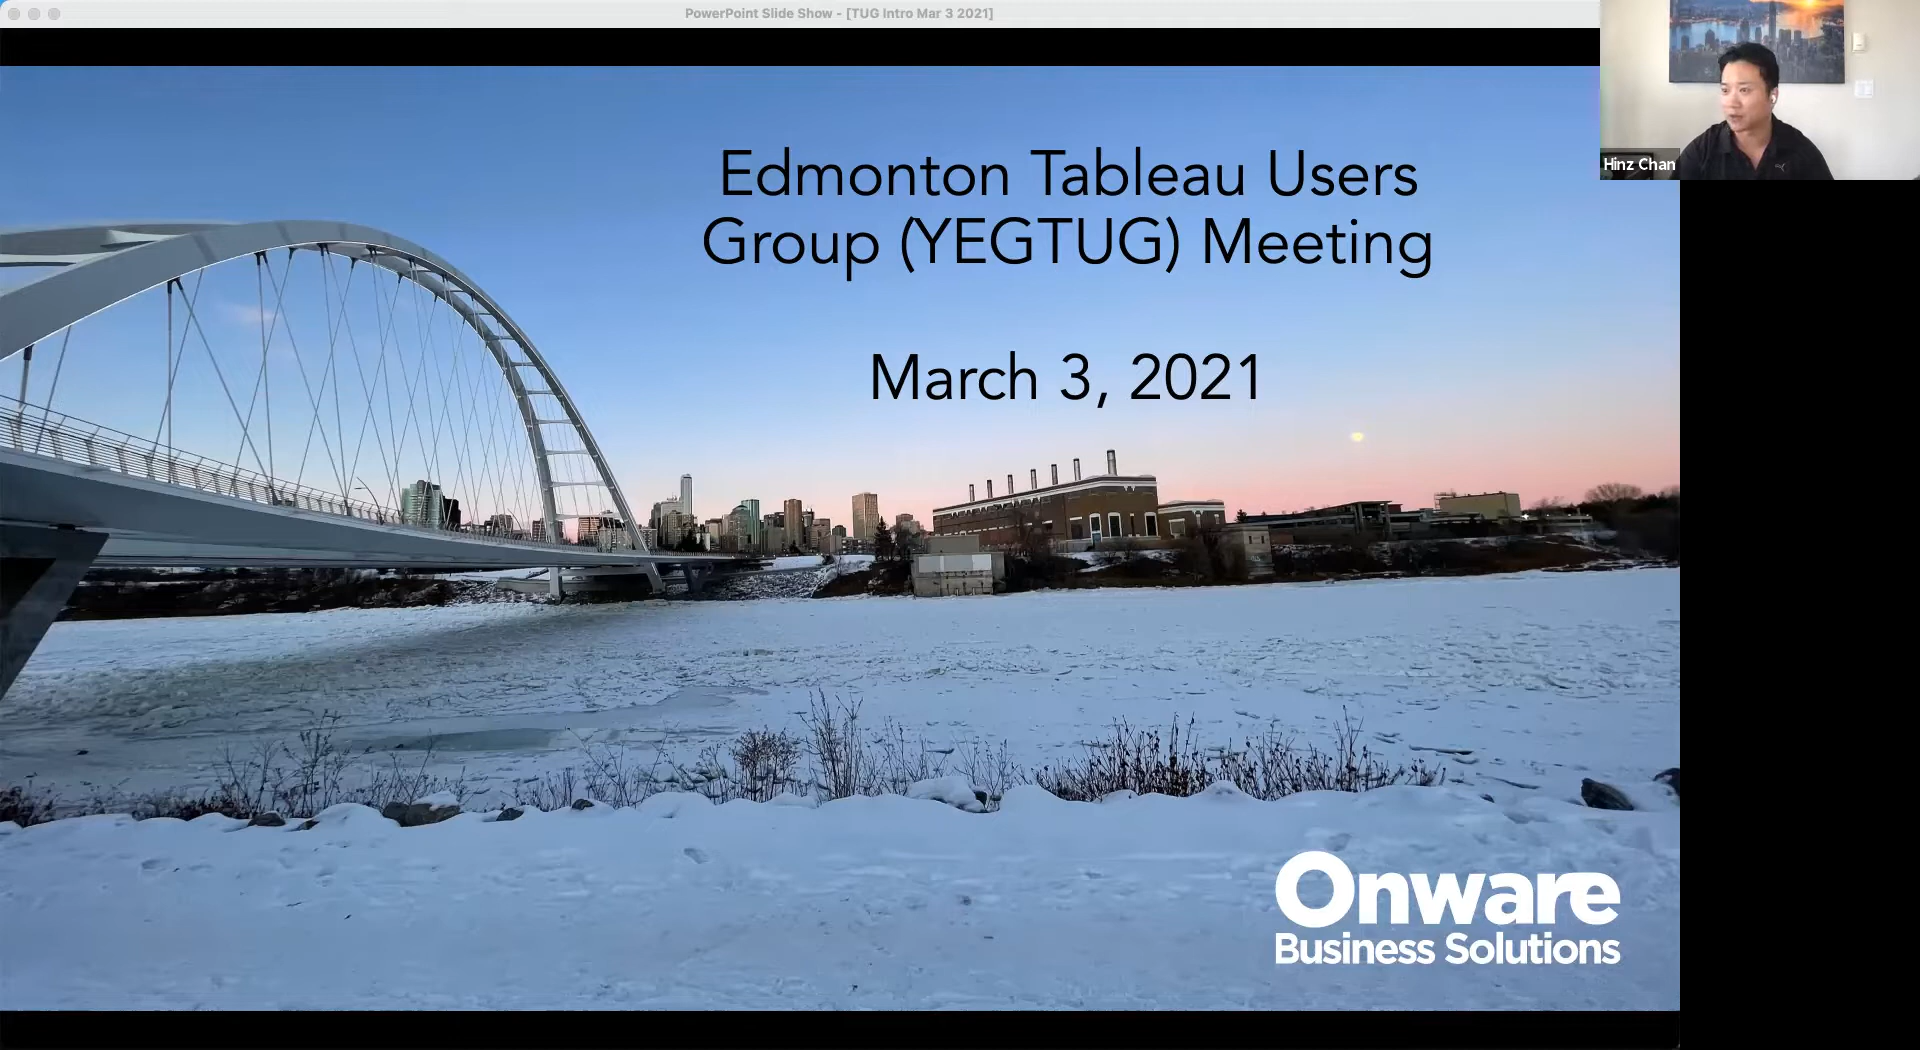 PowerPoint Slide Show - [TUG Intro Mar 3 2021]
Hinz Chan
Edmonton Tableau Users
Group (YEGTUG) Meeting
March 3, 2021
Onware
Business Solutions